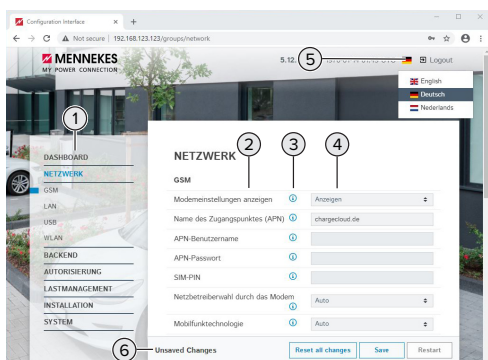 Configuration interface
Not secure | 192.168.123.123/groups/network
MENNEKES
MY POWER CONNECTION
5.12.
5
Logout
English
Deutsch
Nederlands
1
2
3
4
DASHBOARD
NETZWERK
GSM
LAN
USB
WLAN
BACKEND
AUTORISIERUNG
LASTMANAGEMENT
INSTALLATION
SYSTEM
NETZWERK
GSM
Modemeinstellungen anzeigen
Anzeigen
Name des Zugangspunktes (APN)
chargecloud.de
APN-Benutzername
APN-Passwort
SIM-PIN
Netzbetreiberwahl durch das Modem
Auto
Mobilfunktechnologie
Auto
6
Unsaved Changes
Reset all changes
Save
Restart